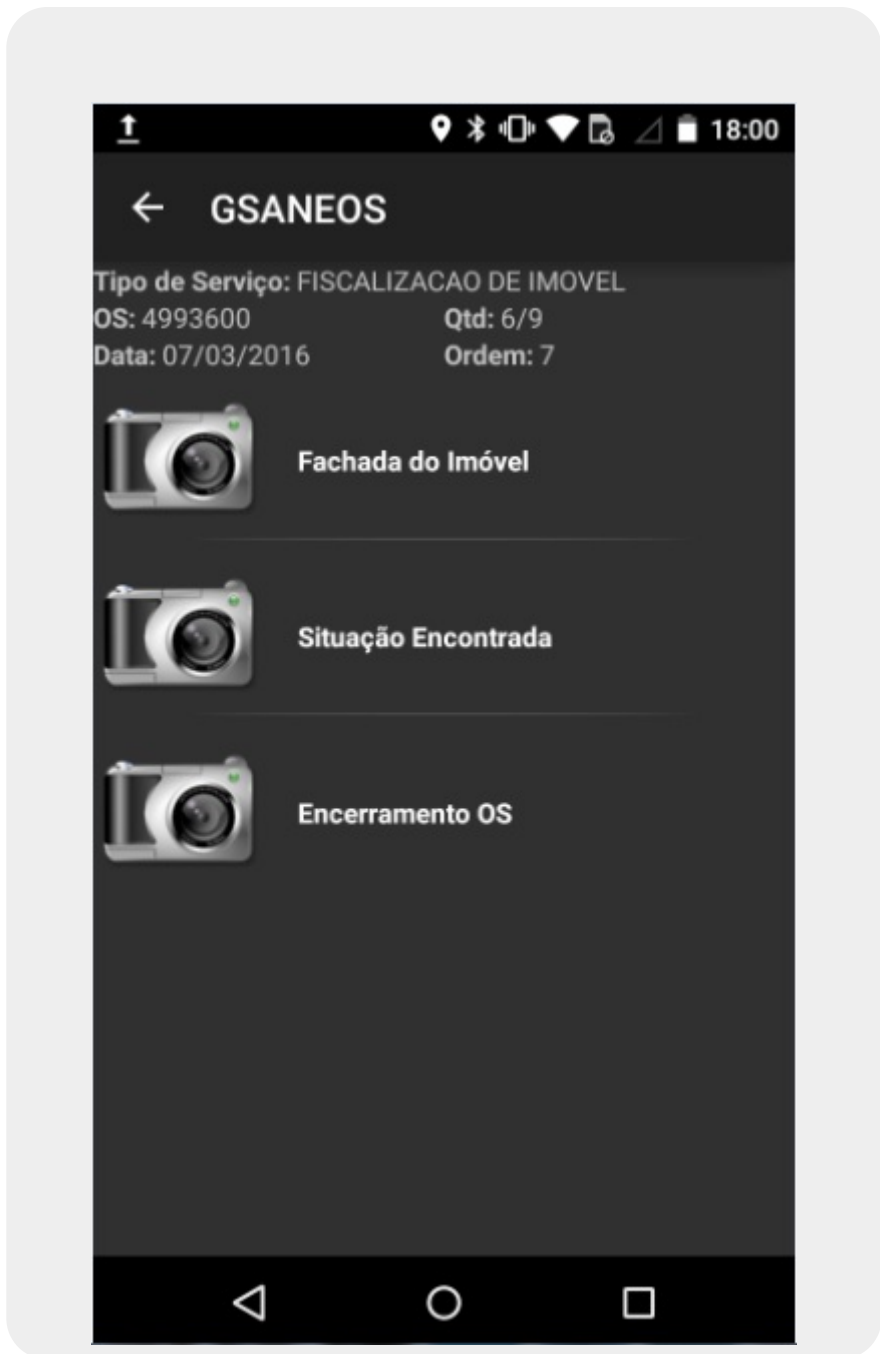 18:00
GSANEOS
Tipo de Serviço: FISCALIZACAO DE IMOVEL
OS: 4993600 Qtd: 6/9
Data: 07/03/2016 Ordem: 7
Fachada do Imóvel
Situação Encontrada
Encerramento OS